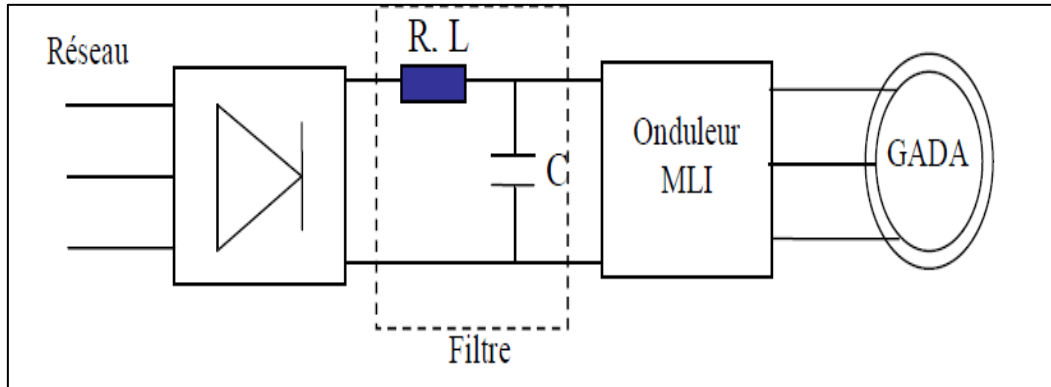 Réseau
R. L
C
Onduleur
MLI
GADA
Filtre